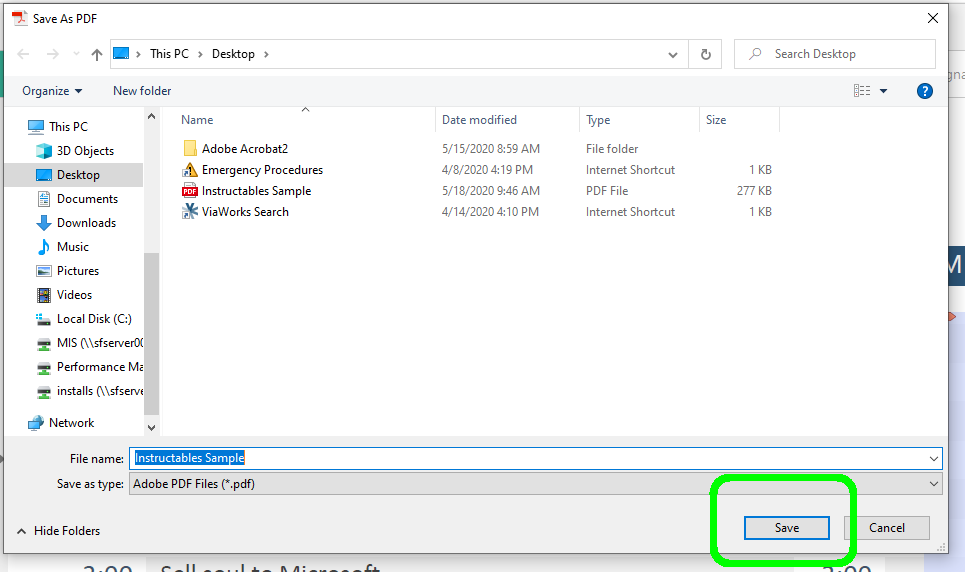 Save As PDF
This PC > Desktop >
Search Desktop
Organize
New folder
Name
Date modified
Type
Size
This PC
3D Objects
Desktop
Documents
Downloads
Music
Pictures
Videos
Local Disk (C:)
MIS (\\sfserver00
Performance Ma
installs (\\sfserve
Network
Adobe Acrobat2 5/15/2020 8:59 AM File folder
Emergency Procedures 4/8/2020 4:19 PM Internet Shortcut 1 KB
PDF Instructables Sample 5/18/2020 9:46 AM PDF File 277 KB
ViaWorks Search 4/14/2020 4:10 PM Internet Shortcut 1 KB
File name: Instructables Sample
Save as type: Adobe PDF Files (*.pdf)
Hide Folders
Save
Cancel
gna
M
Sell soul to Microsoft